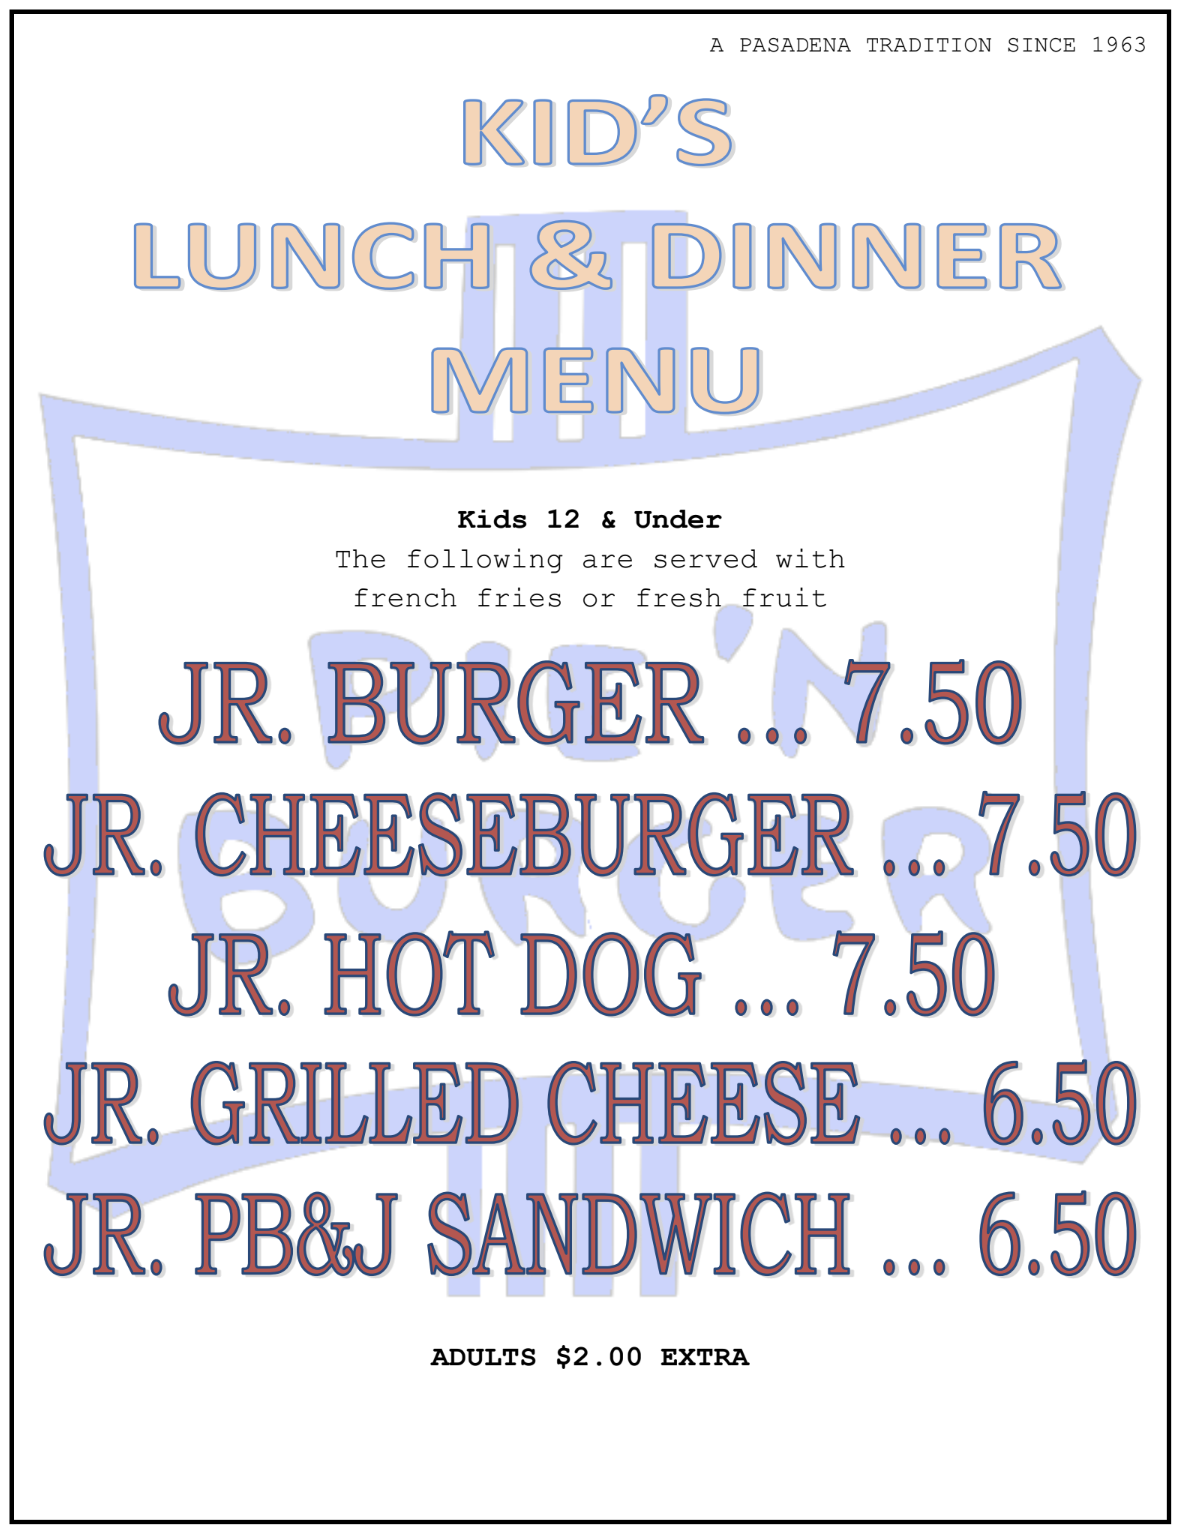 A PASADENA TRADITION SINCE 1963
KID’S
LUNCH & DINNER
MENU
Kids 12 & Under
The following are served with
french fries or fresh fruit
PIE 'N
BURGER
JR. BURGER ... 7.50
JR. CHEESEBURGER ... 7.50
JR. HOT DOG ... 7.50
JR. GRILLED CHEESE ... 6.50
JR. PB&J SANDWICH ... 6.50
ADULTS $2.00 EXTRA